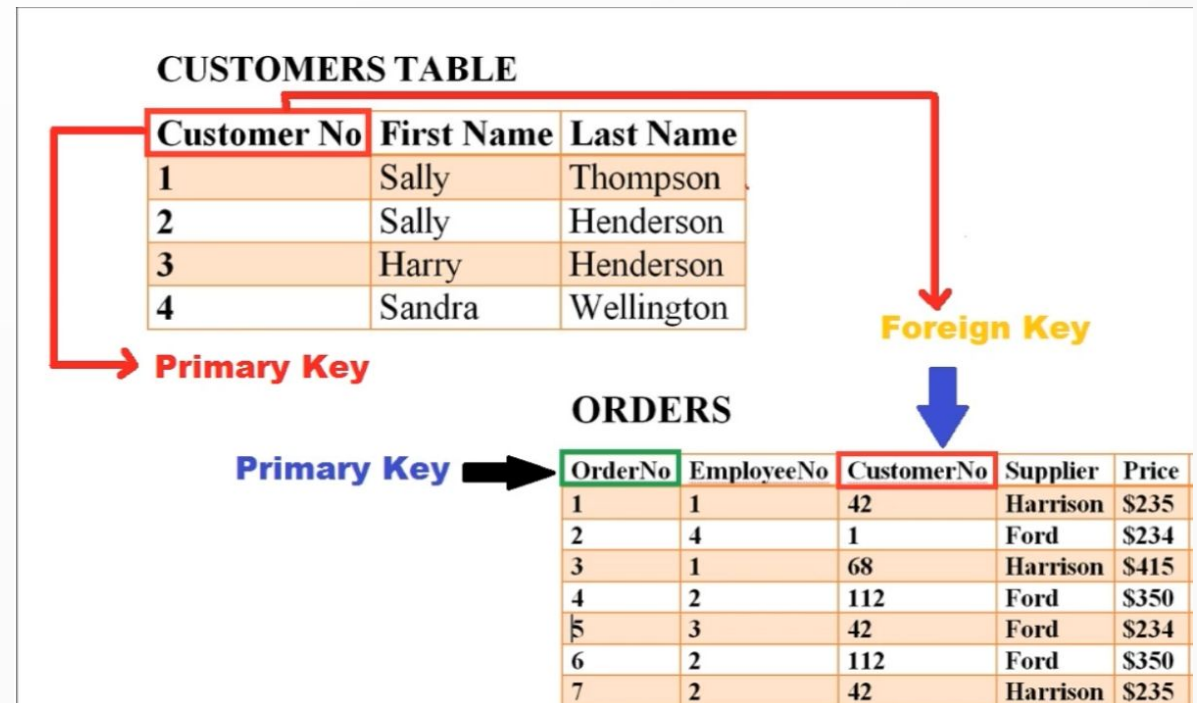 CUSTOMERS TABLE
Customer No First Name Last Name
1 Sally Thompson
2 Sally Henderson
3 Harry Henderson
4 Sandra Wellington
Foreign Key
Primary Key
ORDERS
Primary Key
OrderNo EmployeeNo CustomerNo Supplier Price
1 1 42 Harrison $235
2 4 1 Ford $234
3 1 68 Harrison $415
4 2 112 Ford $350
5 3 42 Ford $234
6 2 112 Ford $350
7 2 42 Harrison $235